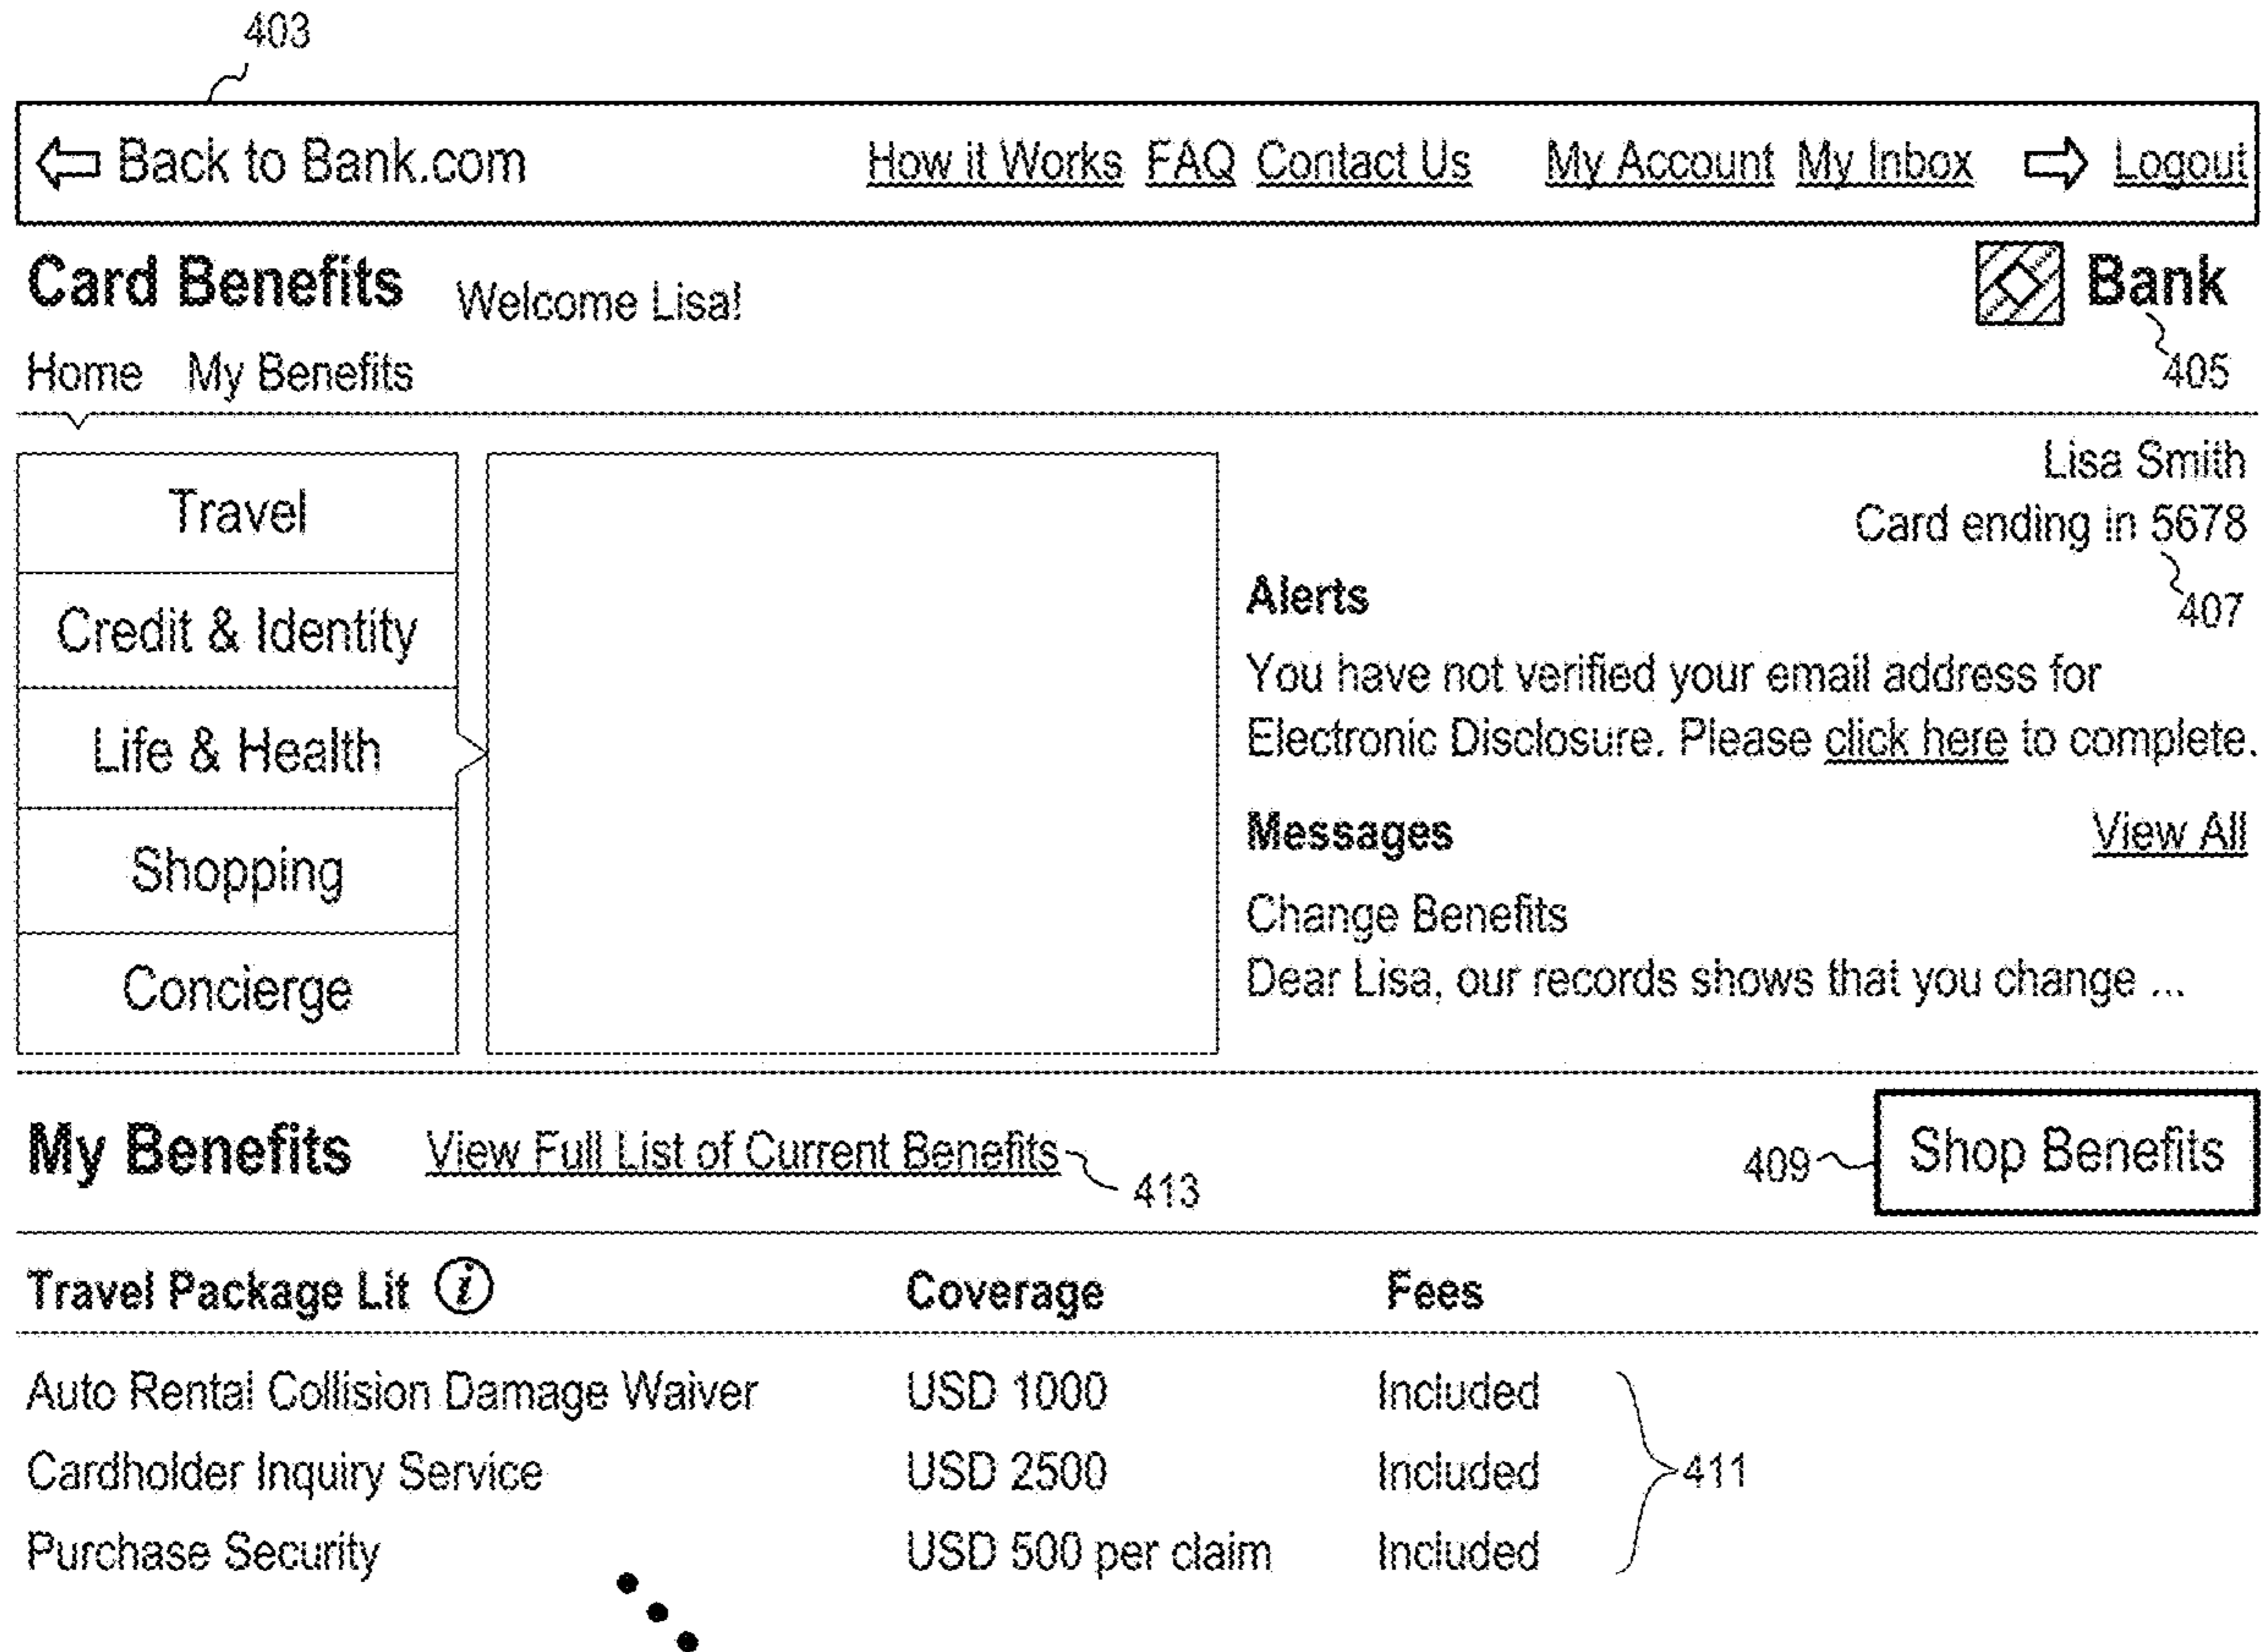 403
Back to Bank.com How it Works FAQ Contact Us My Account My Inbox Logout
Card Benefits Welcome Lisa! Bank
405
Home My Benefits
Travel
Credit & Identity
Life & Health
Shopping
Concierge
Lisa Smith
Card ending in 5678
407
Alerts
You have not verified your email address for
Electronic Disclosure. Please click here to complete.
Messages View All
Change Benefits
Dear Lisa, our records shows that you change ...
My Benefits View Full List of Current Benefits 413 409 Shop Benefits
Travel Package Lit i Coverage Fees
Auto Rental Collision Damage Waiver USD 1000 Included
Cardholder Inquiry Service USD 2500 Included 411
Purchase Security USD 500 per claim Included